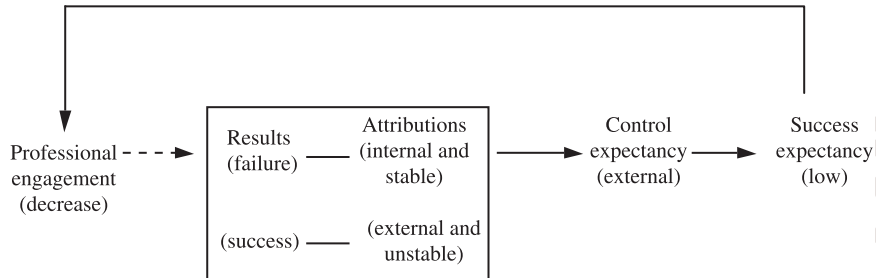 Professional
engagement
(decrease)
Results
(failure)
Attributions
(internal and
stable)
(success)
(external and
unstable)
Control
expectancy
(external)
Success
expectancy
(low)